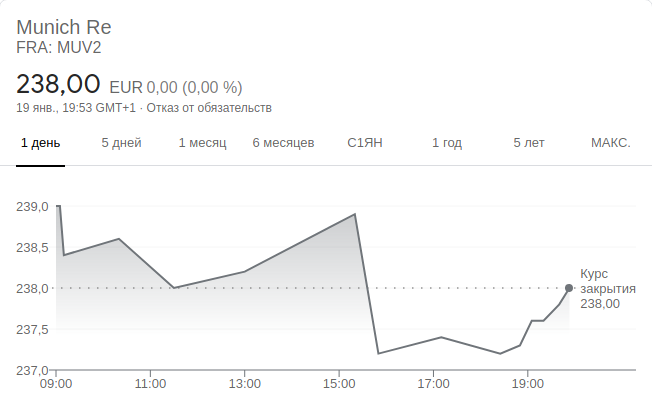 Munich Re
FRA: MUV2
238,00 EUR 0,00 (0,00 %)
19 янв., 19:53 GMT+1 · Отказ от обязательств
1 день 5 дней 1 месяц 6 месяцев С1ЯН 1 год 5 лет МАКС.
239,0
238,5
238,0
237,5
237,0
Курс
закрытия
238,00
09:00 11:00 13:00 15:00 17:00 19:00